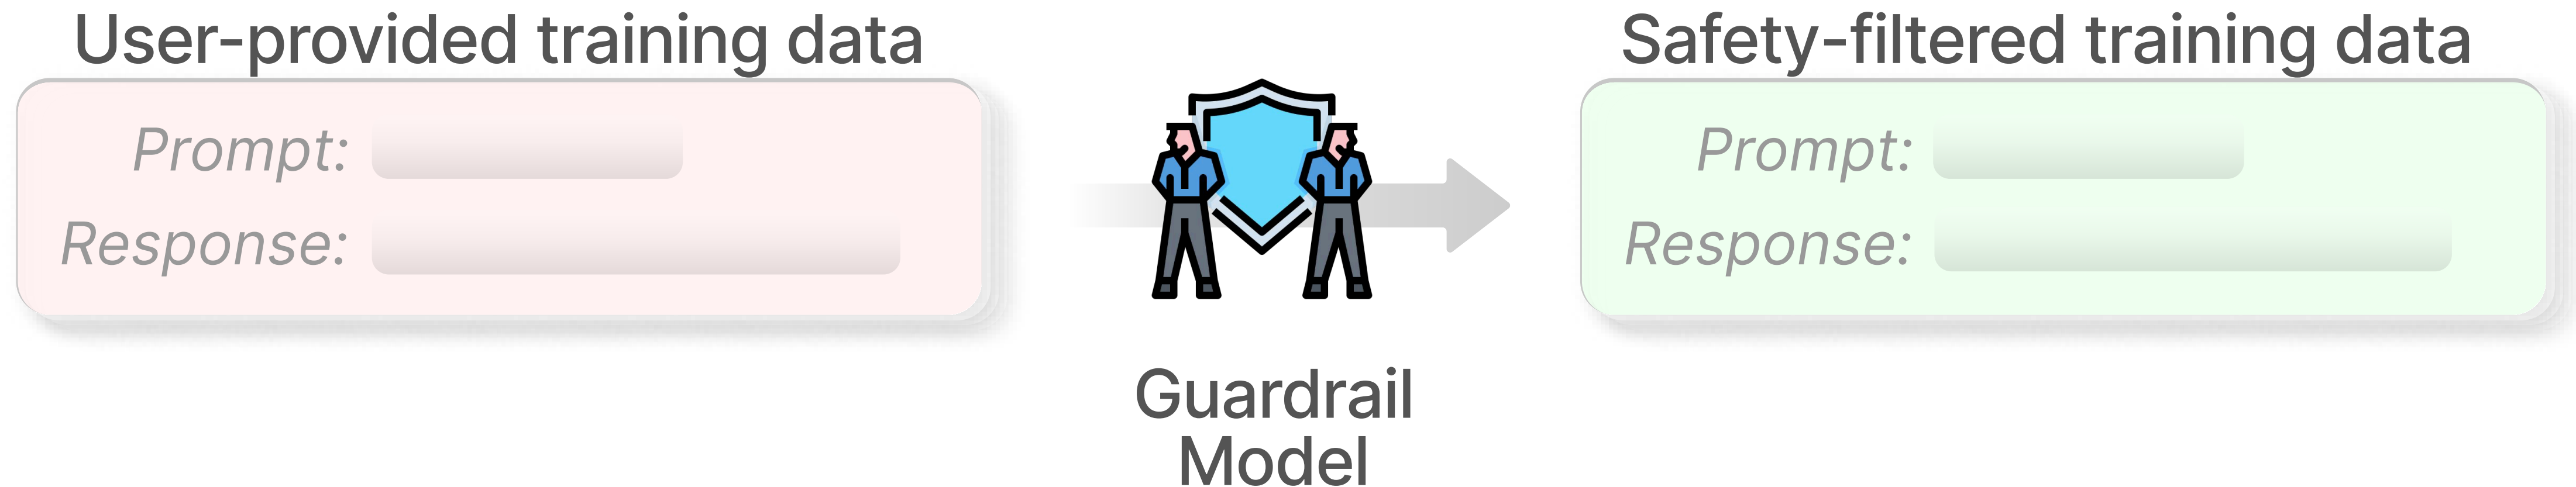 User-provided training data
Prompt:
Response:
Guardrail
Model
Safety-filtered training data
Prompt:
Response: